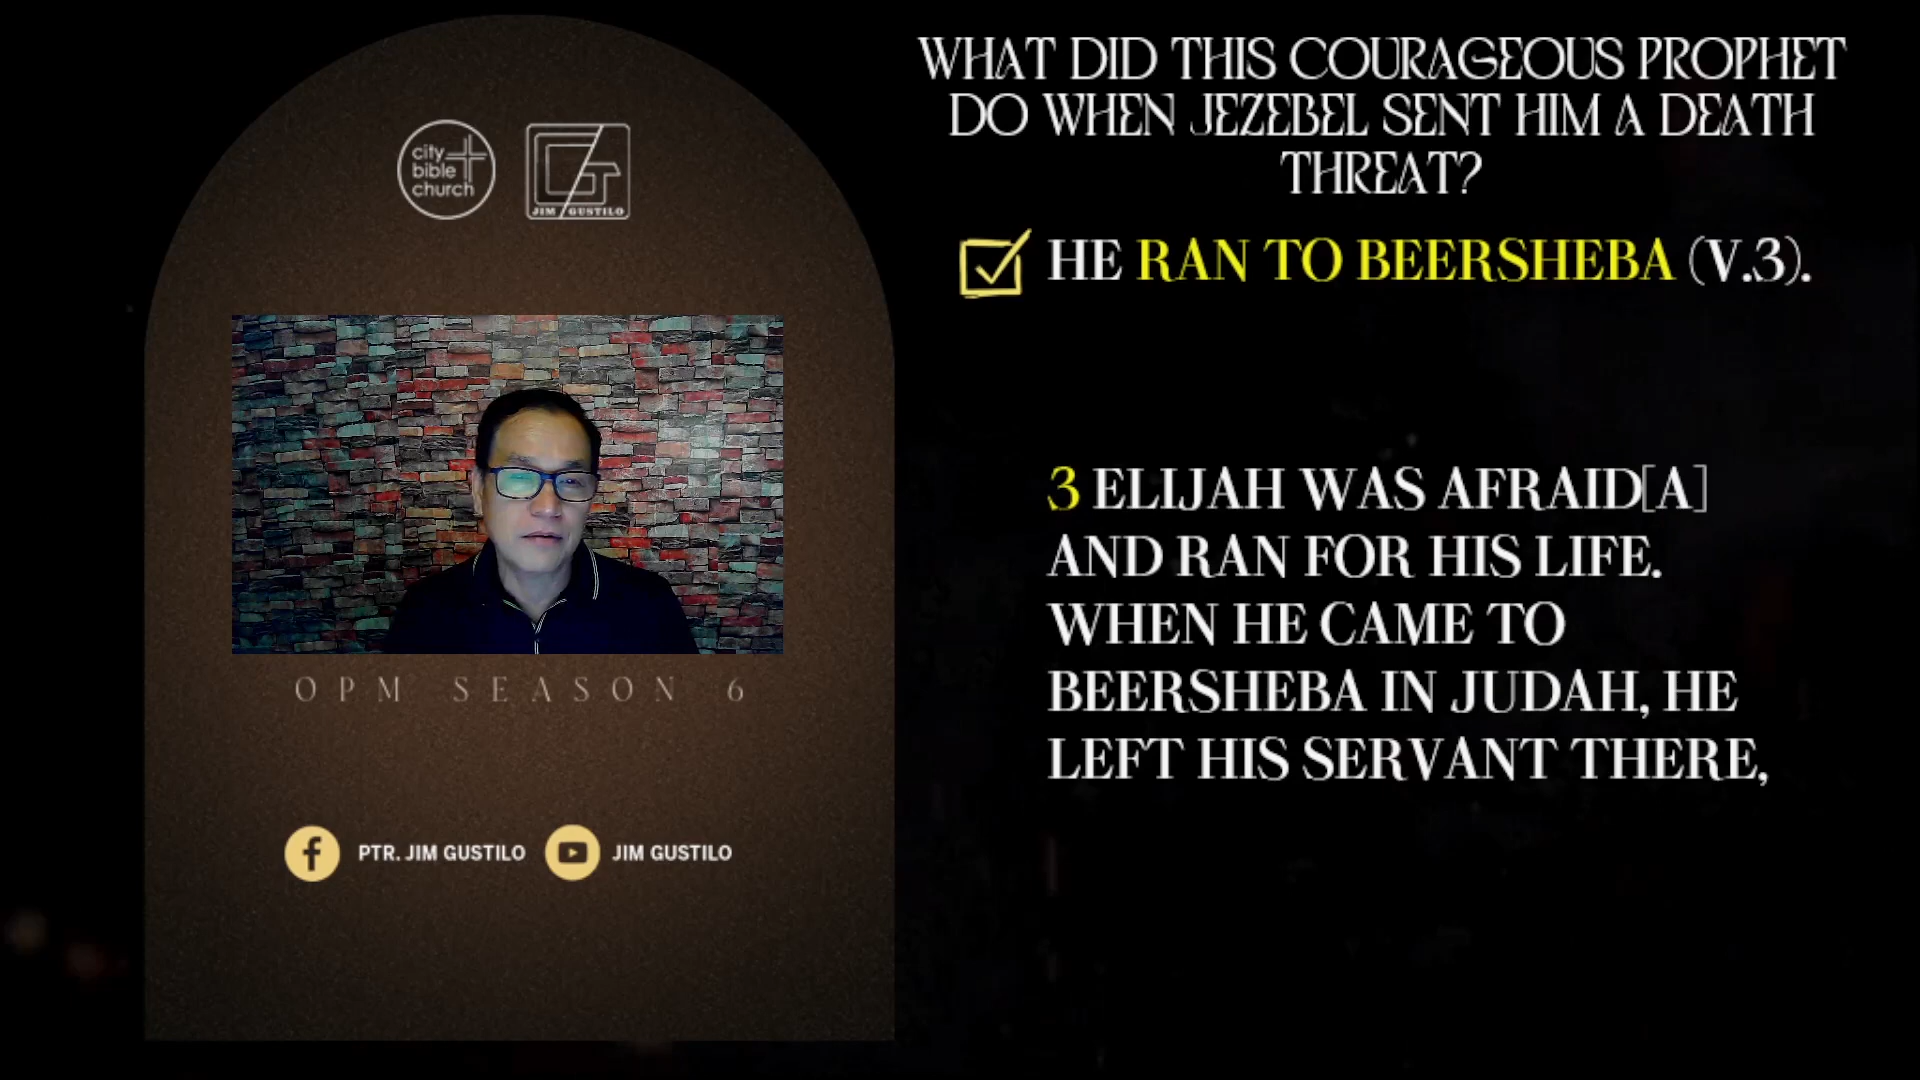 city
bible
church
JIM GUSTILO
OPM SEASON 6
PTR. JIM GUSTILO
JIM GUSTILO
WHAT DID THIS COURAGEOUS PROPHET
DO WHEN JEZEBEL SENT HIM A DEATH
THREAT?
HE RAN TO BEERSHEBA (V.3).
3 ELIJAH WAS AFRAID[A]
AND RAN FOR HIS LIFE.
WHEN HE CAME TO
BEERSHEBA IN JUDAH, HE
LEFT HIS SERVANT THERE,